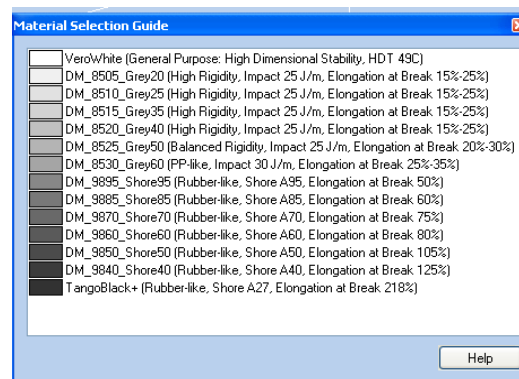 Material Selection Guide
VeroWhite (General Purpose: High Dimensional Stability, HDT 49C)
DM_8505_Grey20 (High Rigidity, Impact 25 J/m, Elongation at Break 15%-25%)
DM_8510_Grey25 (High Rigidity, Impact 25 J/m, Elongation at Break 15%-25%)
DM_8515_Grey35 (High Rigidity, Impact 25 J/m, Elongation at Break 15%-25%)
DM_8520_Grey40 (High Rigidity, Impact 25 J/m, Elongation at Break 15%-25%)
DM_8525_Grey50 (Balanced Rigidity, Impact 25 J/m, Elongation at Break 20%-30%)
DM_8530_Grey60 (PP-like, Impact 30 J/m, Elongation at Break 25%-35%)
DM_9895_Shore95 (Rubber-like, Shore A95, Elongation at Break 50%)
DM_9885_Shore85 (Rubber-like, Shore A85, Elongation at Break 60%)
DM_9870_Shore70 (Rubber-like, Shore A70, Elongation at Break 75%)
DM_9860_Shore60 (Rubber-like, Shore A60, Elongation at Break 80%)
DM_9850_Shore50 (Rubber-like, Shore A50, Elongation at Break 105%)
DM_9840_Shore40 (Rubber-like, Shore A40, Elongation at Break 125%)
TangoBlack+ (Rubber-like, Shore A27, Elongation at Break 218%)
Help